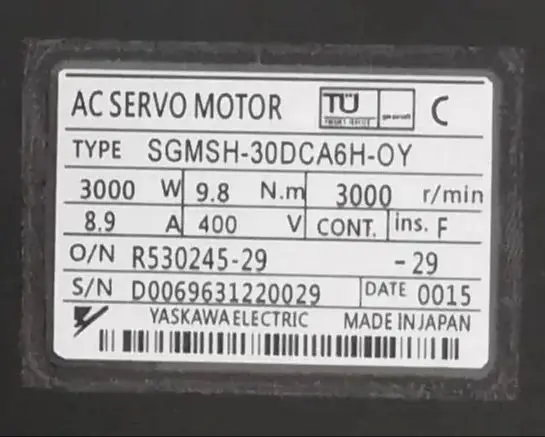 AC SERVO MOTOR TÜ C
TYPE SGMSH-30DCA6H-OY
3000 W 9.8 N.m 3000 r/min
8.9 A 400 V CONT. ins. F
O/N R530245-29 -29
S/N D0069631220029 DATE 0015
YASKAWA ELECTRIC MADE IN JAPAN